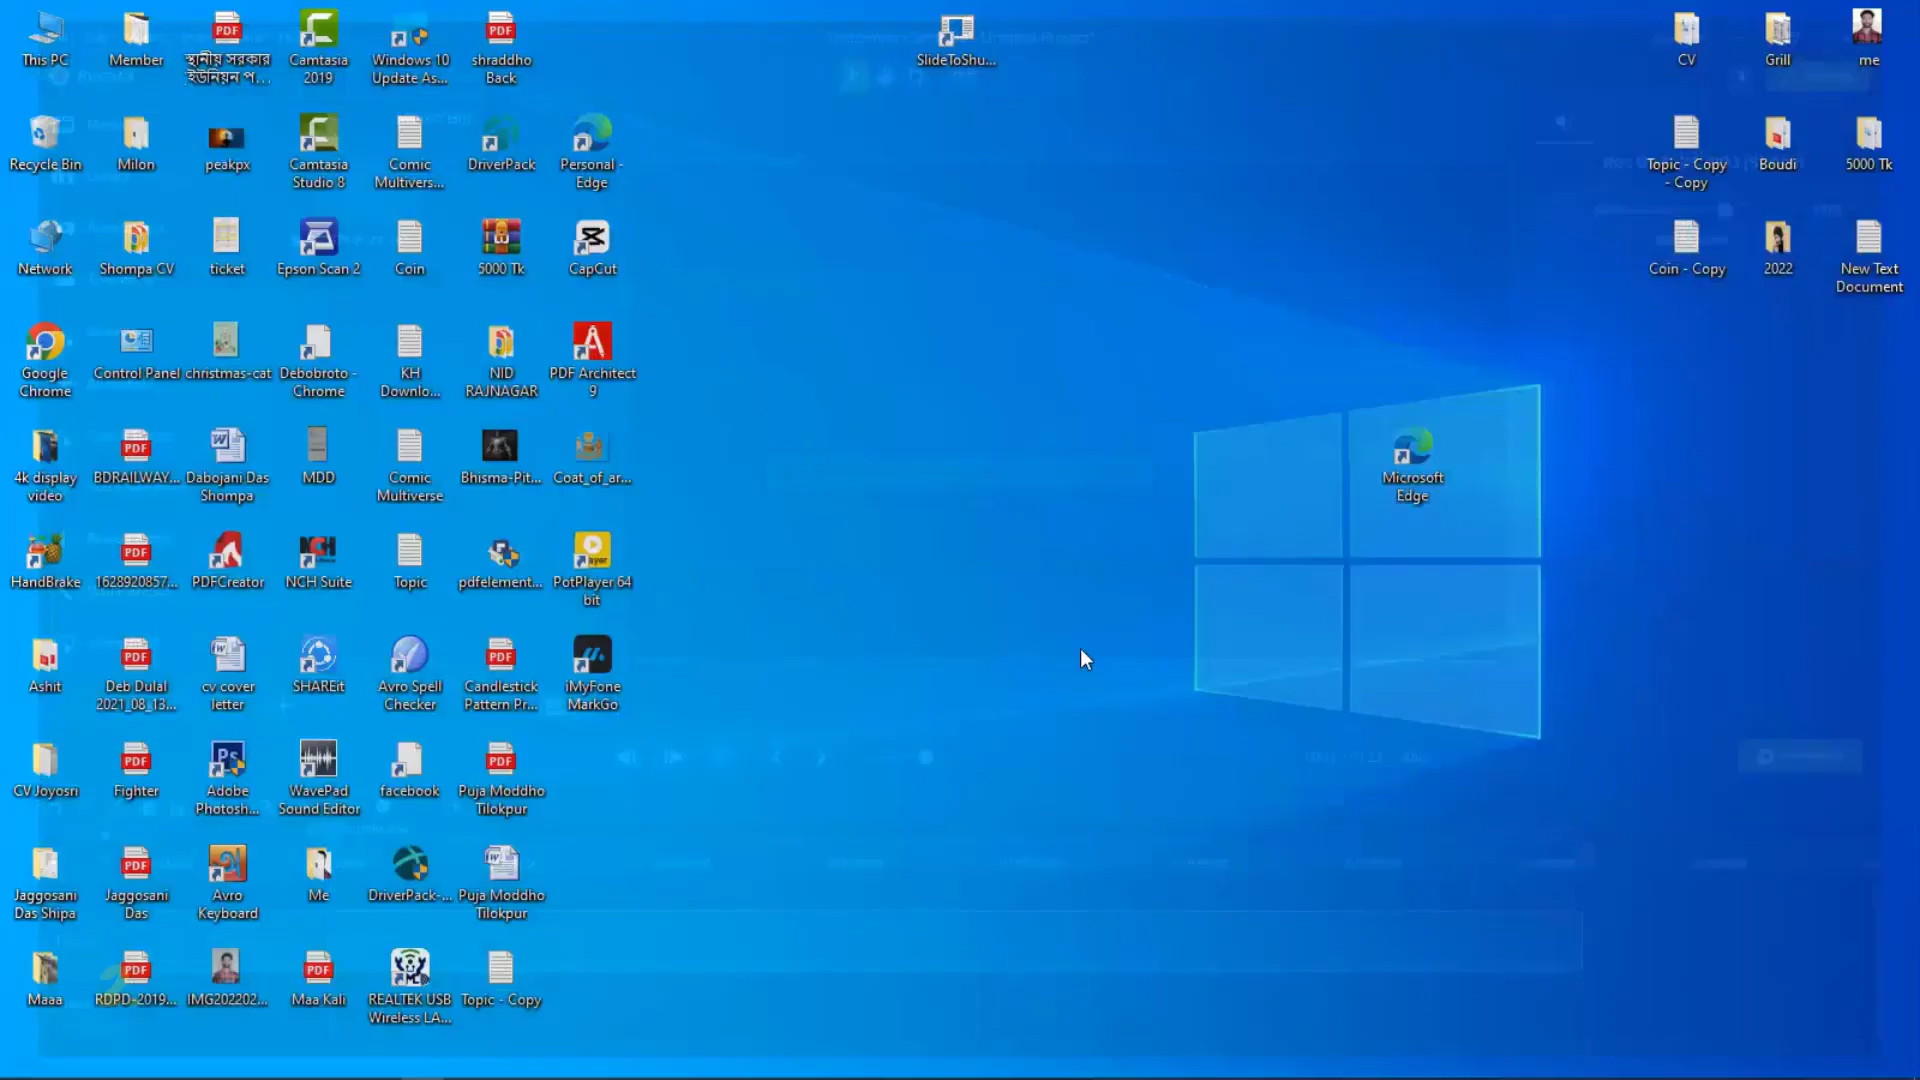 This PC
Member
স্থানীয় সরকার
ইউনিয়ন প...
Camtasia
2019
Windows 10
Update As...
shraddho
Back
SlideToShu...
CV
Grill
me
Recycle Bin
Milon
peakpx
Camtasia
Studio 8
Comic
Multivers...
DriverPack
Personal -
Edge
Topic - Copy
- Copy
Boudi
5000 Tk
Network
Shompa CV
ticket
Epson Scan 2
Coin
5000 Tk
CapCut
Coin - Copy
2022
New Text
Document
Google
Chrome
Control Panel
christmas-cat
Debobroto -
Chrome
KH
Downlo...
NID
RAJNAGAR
PDF Architect
9
4k display
video
BDRAILWAY...
Dabojani Das
Shompa
MDD
Comic
Multiverse
Bhisma-Pit...
Coat_of_ar...
Microsoft
Edge
HandBrake
1628920857...
PDFCreator
NCH Suite
Topic
pdfelement...
PotPlayer 64
bit
Ashit
Deb Dulal
2021_08_13...
cv cover
letter
SHAREit
Avro Spell
Checker
Candlestick
Pattern Pr...
iMyFone
MarkGo
CV Joyosri
Fighter
Adobe
Photosh...
WavePad
Sound Editor
facebook
Puja Moddho
Tilokpur
Jaggosani
Das Shipa
Jaggosani
Das
Avro
Keyboard
Me
DriverPack-...
Puja Moddho
Tilokpur
Maaa
RDPD-2019...
IMG202202...
Maa Kali
REALTEK USB
Wireless LA...
Topic - Copy